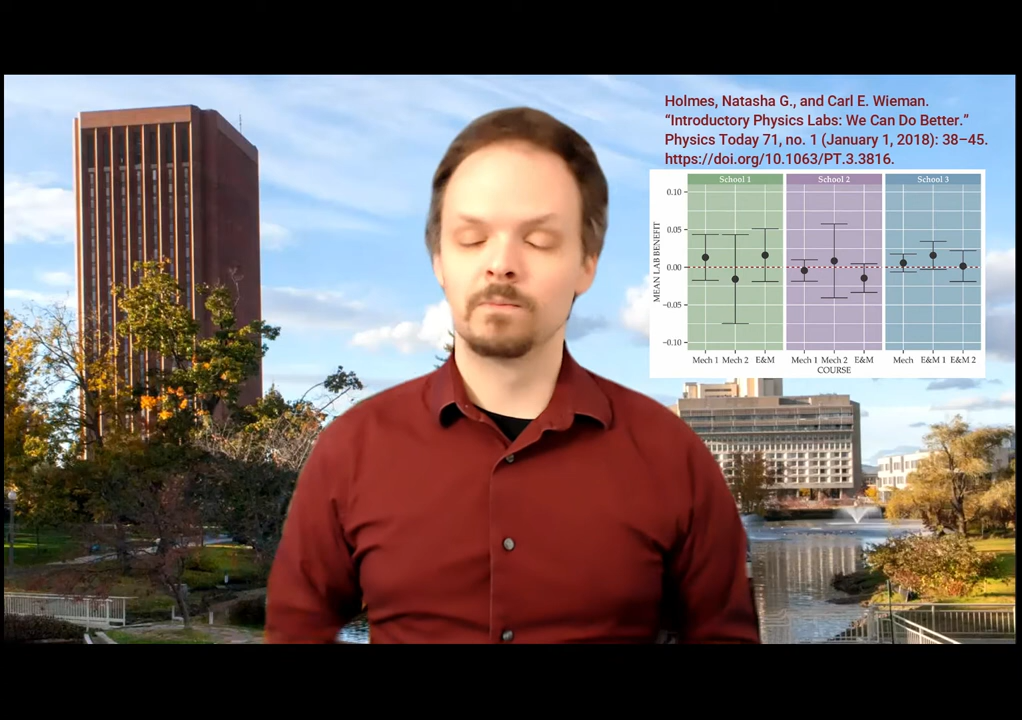 Holmes, Natasha G., and Carl E. Wieman.
“Introductory Physics Labs: We Can Do Better.”
Physics Today 71, no. 1 (January 1, 2018): 38–45.
https://doi.org/10.1063/PT.3.3816.
School 1 School 2 School 3
0.10
0.05
0.00
−0.05
−0.10
MEAN LAB BENEFIT
Mech 1 Mech 2 E&M Mech 1 Mech 2 E&M Mech E&M 1 E&M 2
COURSE